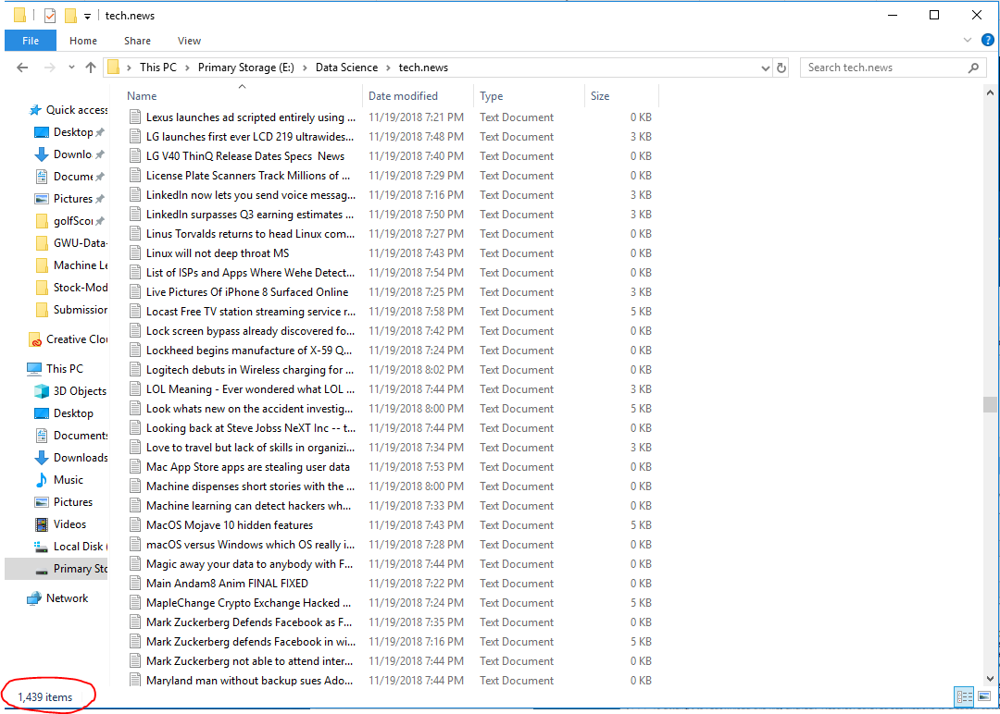 tech.news
File Home Share View
This PC Primary Storage (E:) Data Science tech.news
Search tech.news
Name Date modified Type Size
Quick access
Desktop
Downlo
Docume
Pictures
golfScor
GWU-Data-
Machine Le
Stock-Mod
Submission
Creative Clou
This PC
3D Objects
Desktop
Documents
Downloads
Music
Pictures
Videos
Local Disk (
Primary Sto
Network
Lexus launches ad scripted entirely using ... 11/19/2018 7:21 PM Text Document 0 KB
LG launches first ever LCD 219 ultrawides... 11/19/2018 7:48 PM Text Document 3 KB
LG V40 ThinQ Release Dates Specs News 11/19/2018 7:40 PM Text Document 0 KB
License Plate Scanners Track Millions of ... 11/19/2018 7:29 PM Text Document 0 KB
LinkedIn now lets you send voice messag... 11/19/2018 7:16 PM Text Document 3 KB
LinkedIn surpasses Q3 earning estimates ... 11/19/2018 7:50 PM Text Document 3 KB
Linus Torvalds returns to head Linux com... 11/19/2018 7:27 PM Text Document 0 KB
Linux will not deep throat MS 11/19/2018 7:43 PM Text Document 0 KB
List of ISPs and Apps Where Wehe Detect... 11/19/2018 7:54 PM Text Document 0 KB
Live Pictures Of iPhone 8 Surfaced Online 11/19/2018 7:25 PM Text Document 3 KB
Locast Free TV station streaming service r... 11/19/2018 7:58 PM Text Document 5 KB
Lock screen bypass already discovered fo... 11/19/2018 7:42 PM Text Document 0 KB
Lockheed begins manufacture of X-59 Q... 11/19/2018 7:24 PM Text Document 0 KB
Logitech debuts in Wireless charging for ... 11/19/2018 8:02 PM Text Document 0 KB
LOL Meaning - Ever wondered what LOL ... 11/19/2018 7:44 PM Text Document 3 KB
Look whats new on the accident investig... 11/19/2018 8:00 PM Text Document 5 KB
Looking back at Steve Jobss NeXT Inc -- t... 11/19/2018 7:44 PM Text Document 0 KB
Love to travel but lack of skills in organizi... 11/19/2018 7:34 PM Text Document 3 KB
Mac App Store apps are stealing user data 11/19/2018 7:53 PM Text Document 0 KB
Machine dispenses short stories with the ... 11/19/2018 8:00 PM Text Document 0 KB
Machine learning can detect hackers wh... 11/19/2018 7:33 PM Text Document 0 KB
MacOS Mojave 10 hidden features 11/19/2018 7:43 PM Text Document 5 KB
macOS versus Windows which OS really i... 11/19/2018 7:28 PM Text Document 0 KB
Magic away your data to anybody with F... 11/19/2018 7:44 PM Text Document 0 KB
Main Andam8 Anim FINAL FIXED 11/19/2018 7:22 PM Text Document 0 KB
MapleChange Crypto Exchange Hacked ... 11/19/2018 7:24 PM Text Document 5 KB
Mark Zuckerberg Defends Facebook as F... 11/19/2018 7:35 PM Text Document 0 KB
Mark Zuckerberg defends Facebook in wi... 11/19/2018 7:16 PM Text Document 5 KB
Mark Zuckerberg not able to attend inter... 11/19/2018 7:44 PM Text Document 0 KB
Maryland man without backup sues Ado... 11/19/2018 7:44 PM Text Document 0 KB
1,439 items